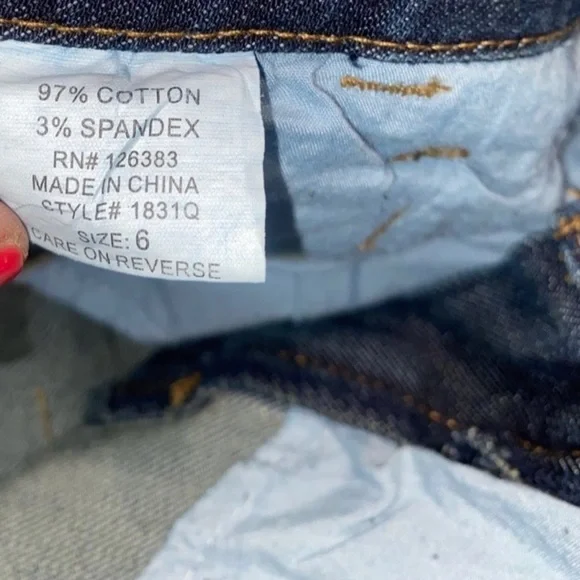 97% COTTON
3% SPANDEX
RN# 126383
MADE IN CHINA
STYLE# 1831Q
SIZE: 6
CARE ON REVERSE